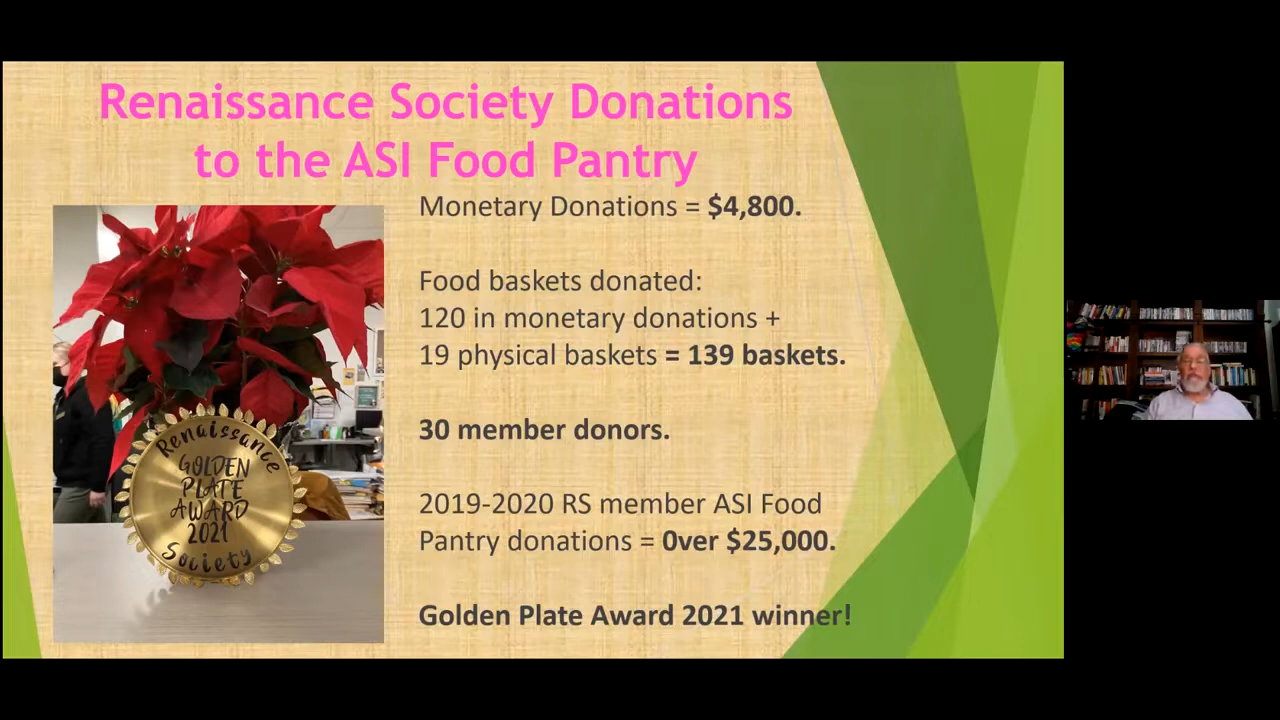 Renaissance Society Donations
to the ASI Food Pantry
Monetary Donations = $4,800.
Food baskets donated:
120 in monetary donations +
19 physical baskets = 139 baskets.
30 member donors.
2019-2020 RS member ASI Food
Pantry donations = 0ver $25,000.
Golden Plate Award 2021 winner!
Renaissance
GOLDEN
PLATE
AWARD
2021
Society